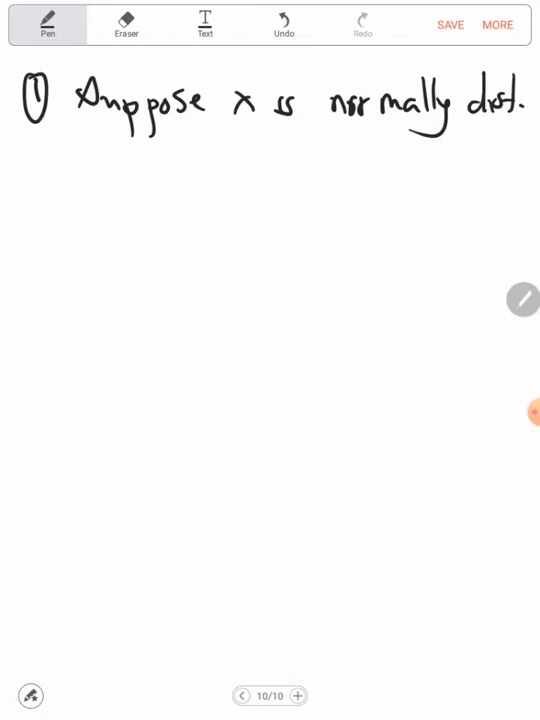 Pen Eraser Text Undo Redo SAVE MORE
① Suppose x is normally dist.
10/10